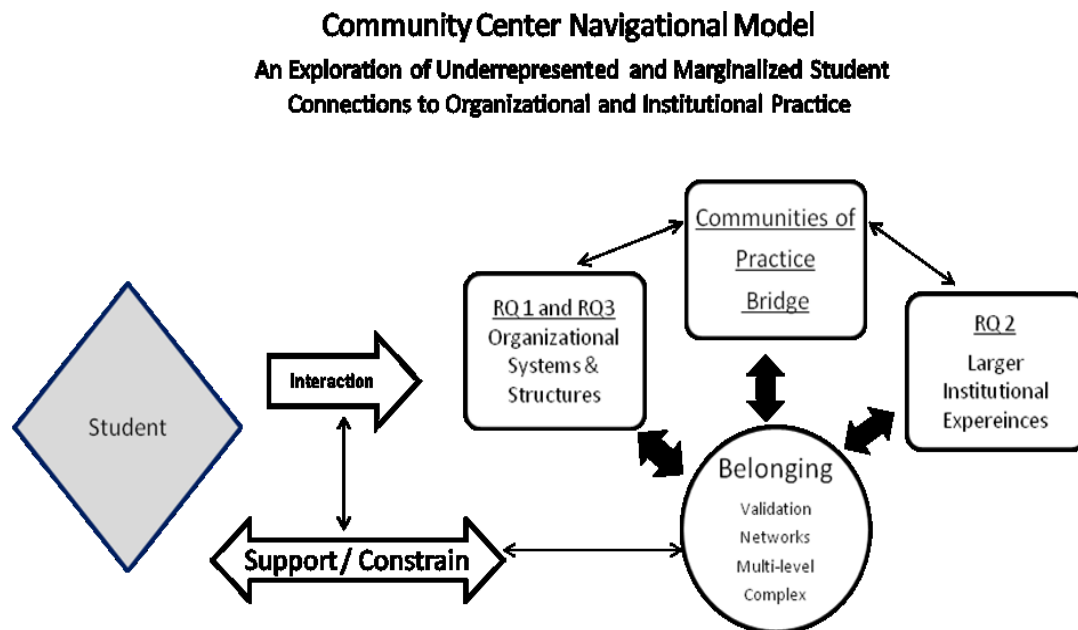 Community Center Navigational Model
An Exploration of Underrepresented and Marginalized Student
Connections to Organizational and Institutional Practice
Student
Interaction
Support / Constrain
RQ1 and RQ3
Organizational
Systems &
Structures
Communities of
Practice
Bridge
RQ 2
Larger
Institutional
Expereinces
Belonging
Validation
Networks
Multi-level
Complex